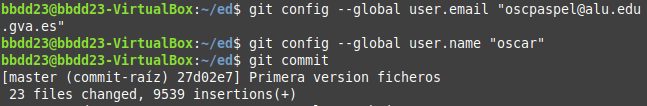 bbdd23@bbdd23-VirtualBox:~/ed$ git config --global user.email "oscpaspel@alu.edu
.gva.es"
bbdd23@bbdd23-VirtualBox:~/ed$ git config --global user.name "oscar"
bbdd23@bbdd23-VirtualBox:~/ed$ git commit
[master (commit-raíz) 27d02e7] Primera version ficheros
 23 files changed, 9539 insertions(+)